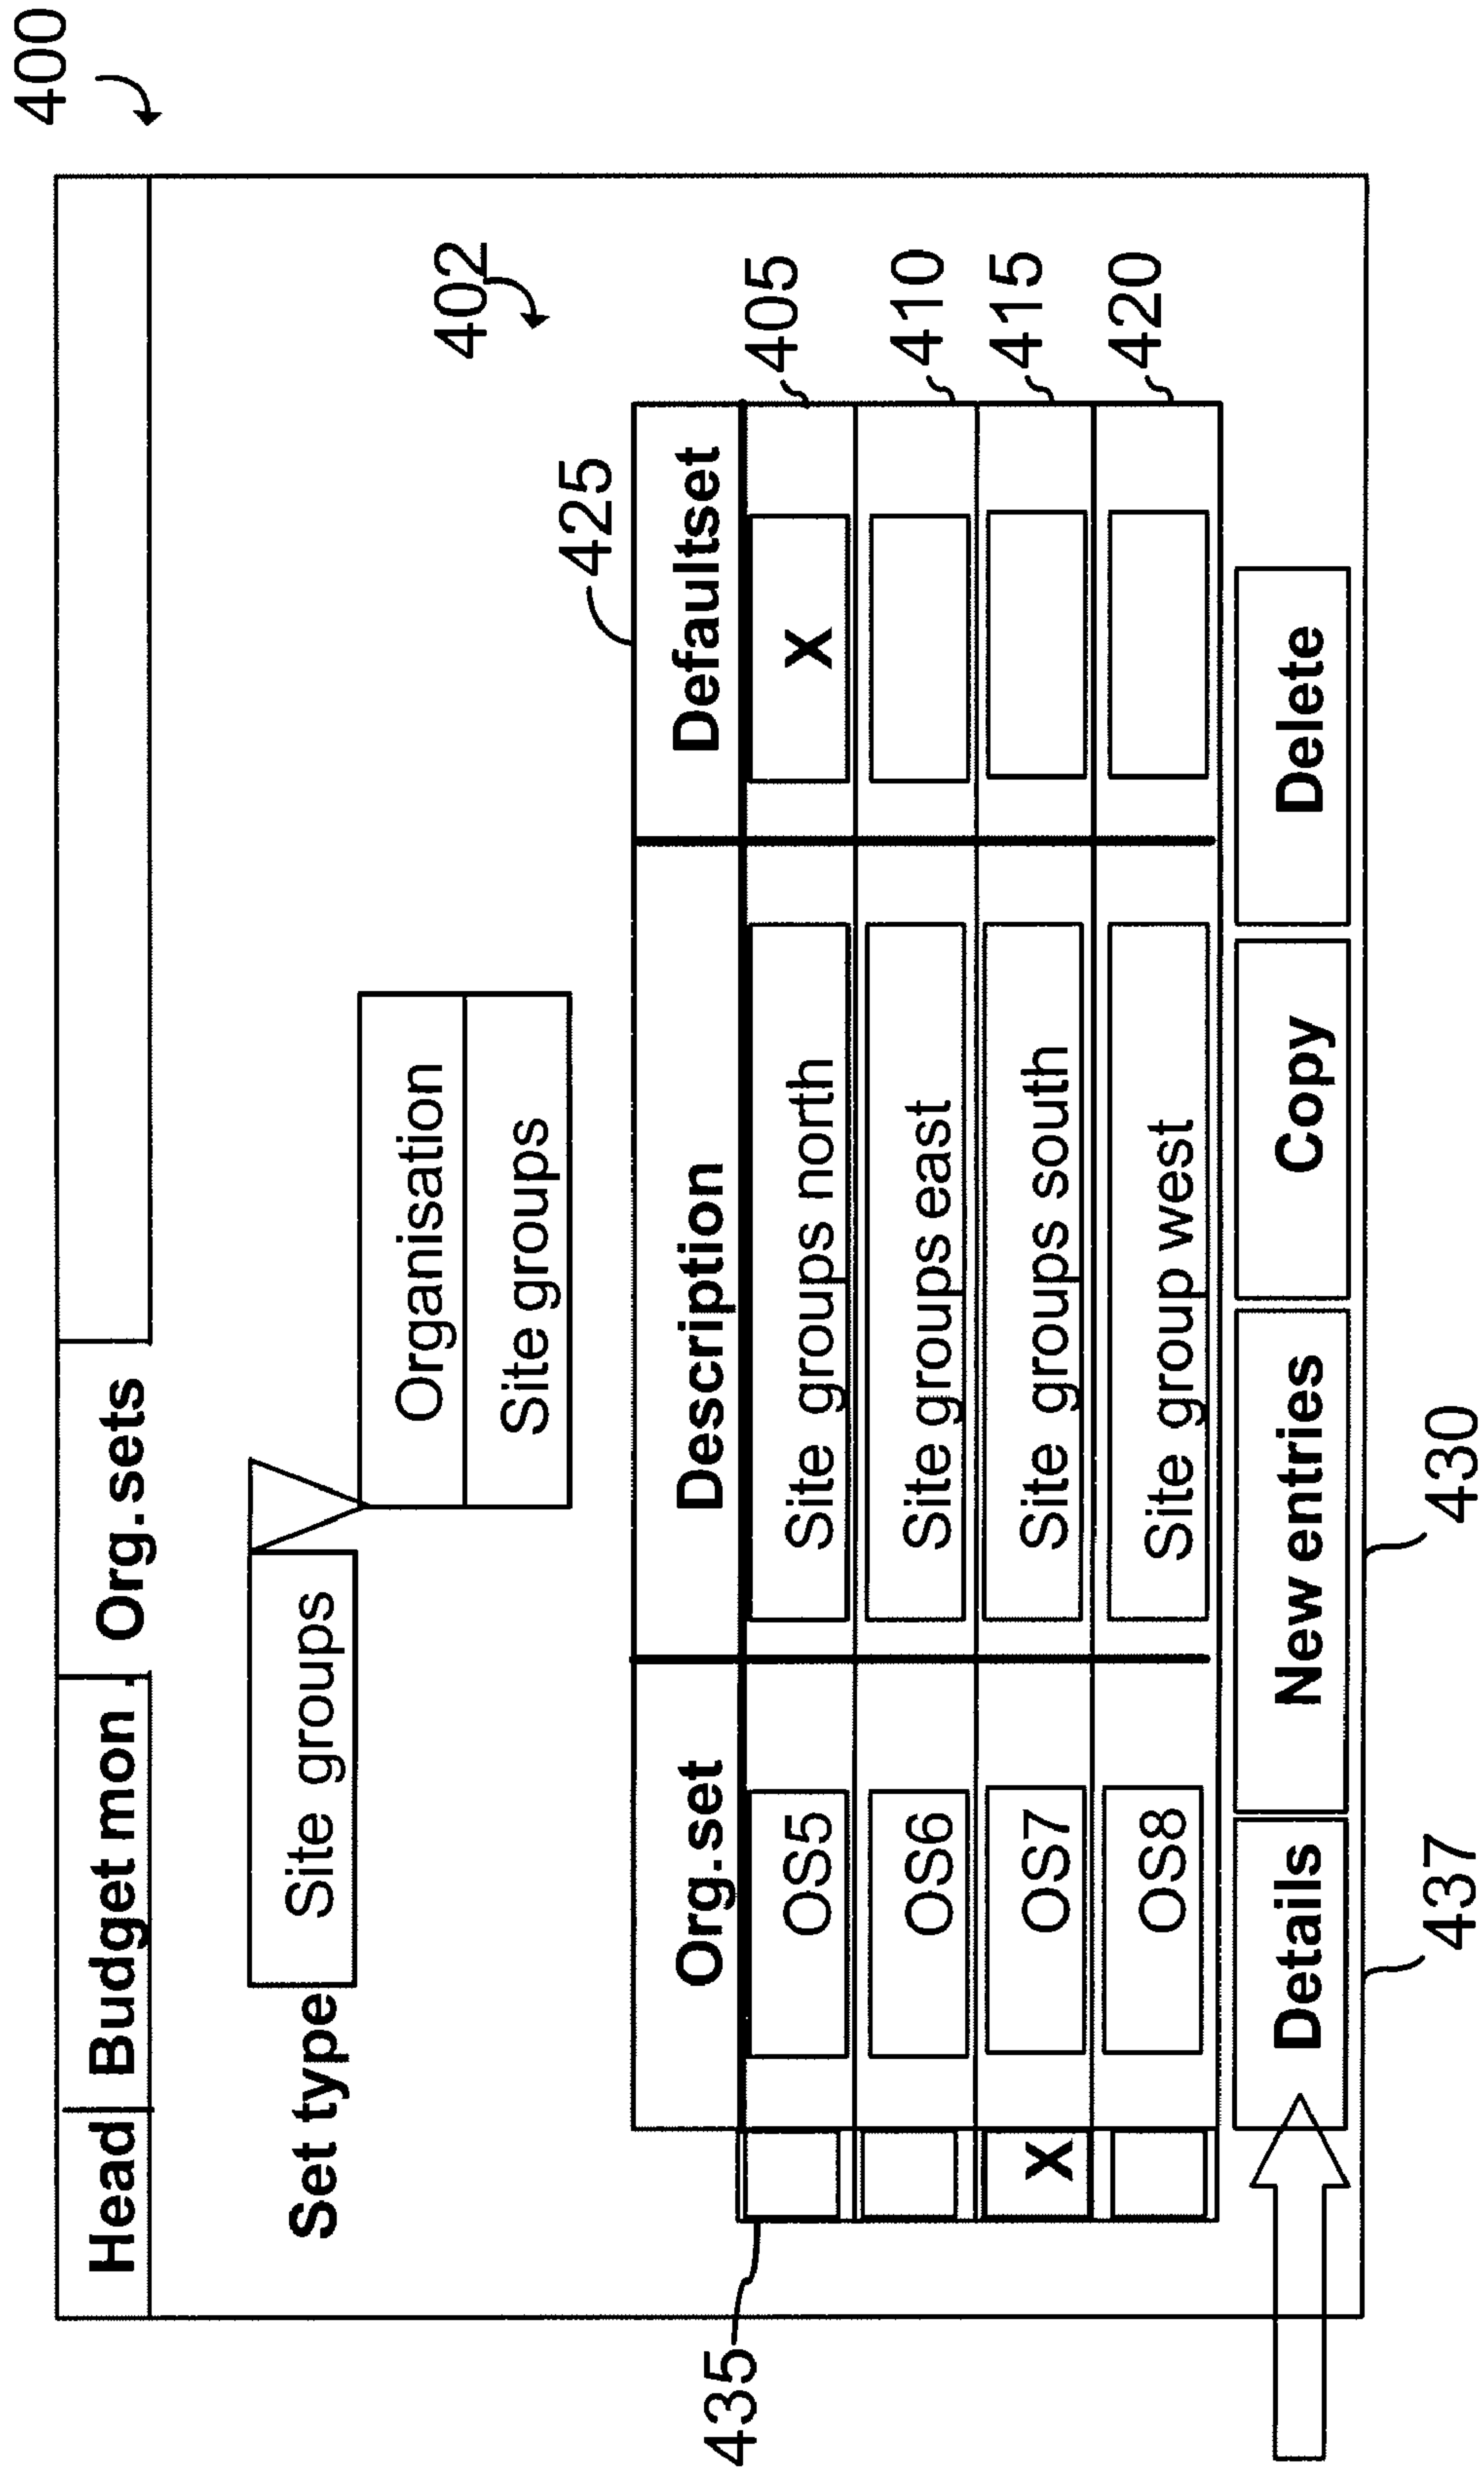 400
Head Budget mon. Org.sets
Set type Site groups
Organisation
Site groups
402
425
Org.set Description Defaultset
435
OS5 Site groups north X 405
OS6 Site groups east 410
X OS7 Site groups south 415
OS8 Site group west 420
Details New entries Copy Delete
437 430